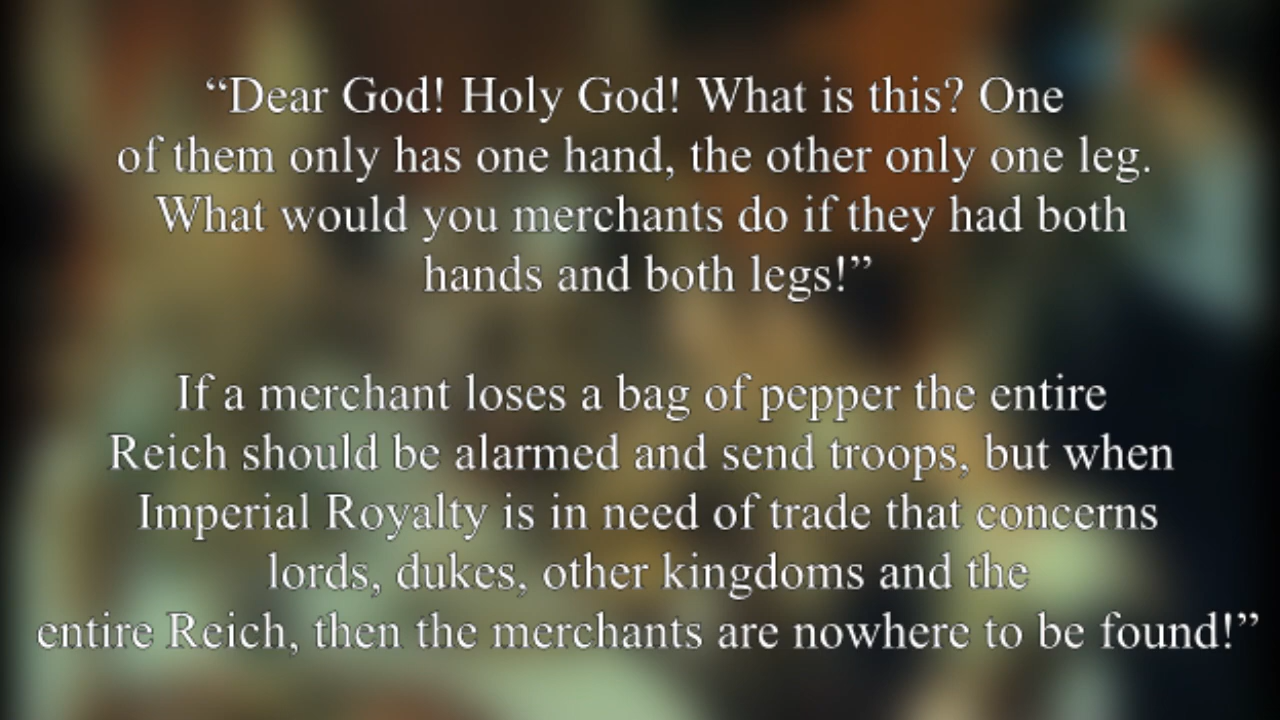 “Dear God! Holy God! What is this? One
of them only has one hand, the other only one leg.
What would you merchants do if they had both
hands and both legs!”
If a merchant loses a bag of pepper the entire
Reich should be alarmed and send troops, but when
Imperial Royalty is in need of trade that concerns
lords, dukes, other kingdoms and the
entire Reich, then the merchants are nowhere to be found!”